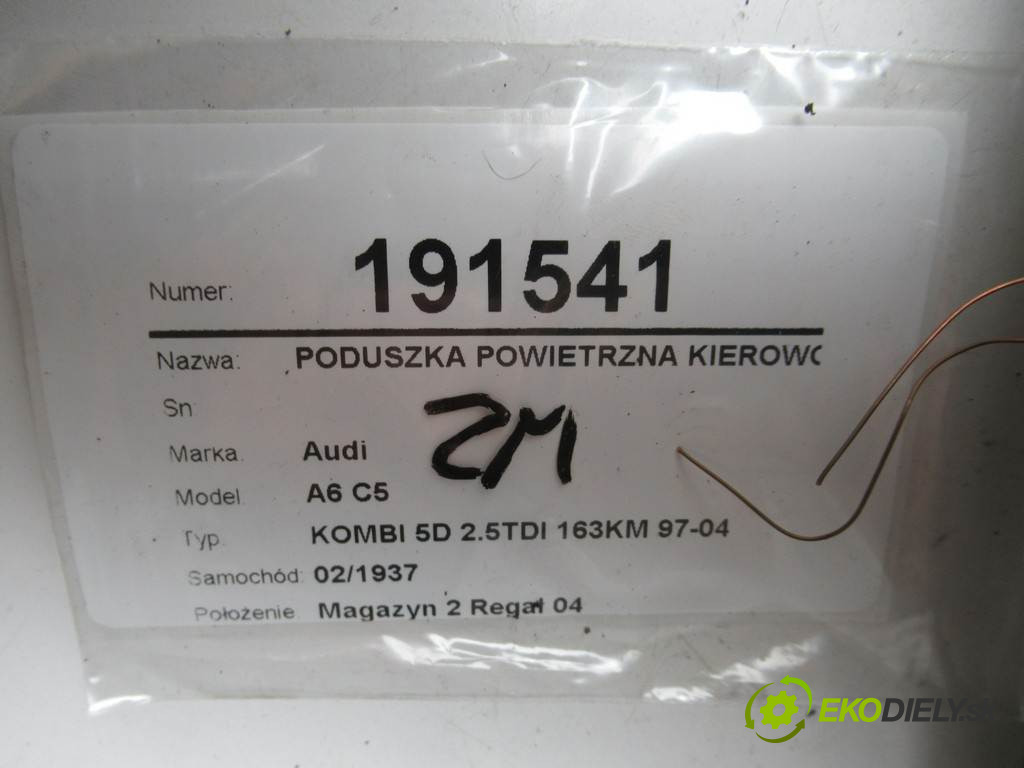 Numer: 191541
Nazwa: PODUSZKA POWIETRZNA KIEROWC
Sn
ZM
Marka. Audi
Model. A6 C5
Typ. KOMBI 5D 2.5TDI 163KM 97-04
Samochód: 02/1937
Położenie. Magazyn 2 Regał 04
EKODIELY.s